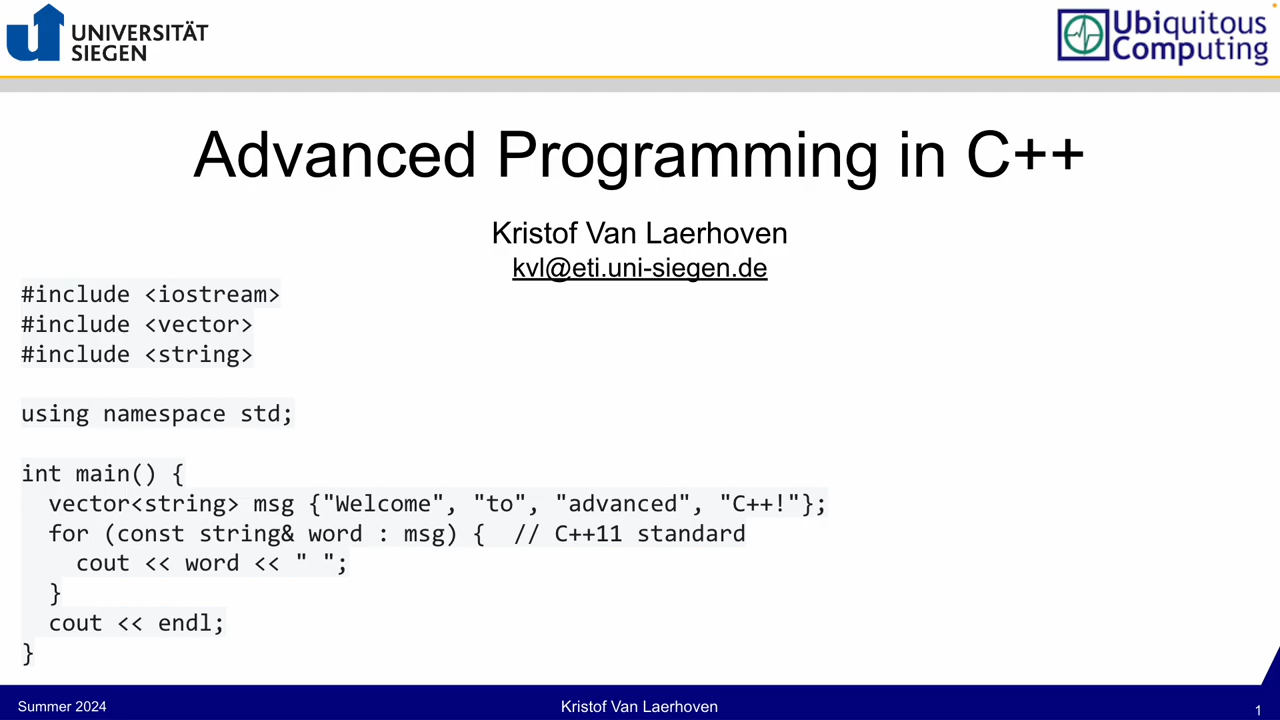 UNIVERSITÄT
SIEGEN
Ubiquitous
Computing
Advanced Programming in C++
Kristof Van Laerhoven
kvl@eti.uni-siegen.de
#include <iostream>
#include <vector>
#include <string>
using namespace std;
int main() {
  vector<string> msg {"Welcome", "to", "advanced", "C++!"};
  for (const string& word : msg) {  // C++11 standard
    cout << word << " ";
  }
  cout << endl;
}
Summer 2024
Kristof Van Laerhoven
1